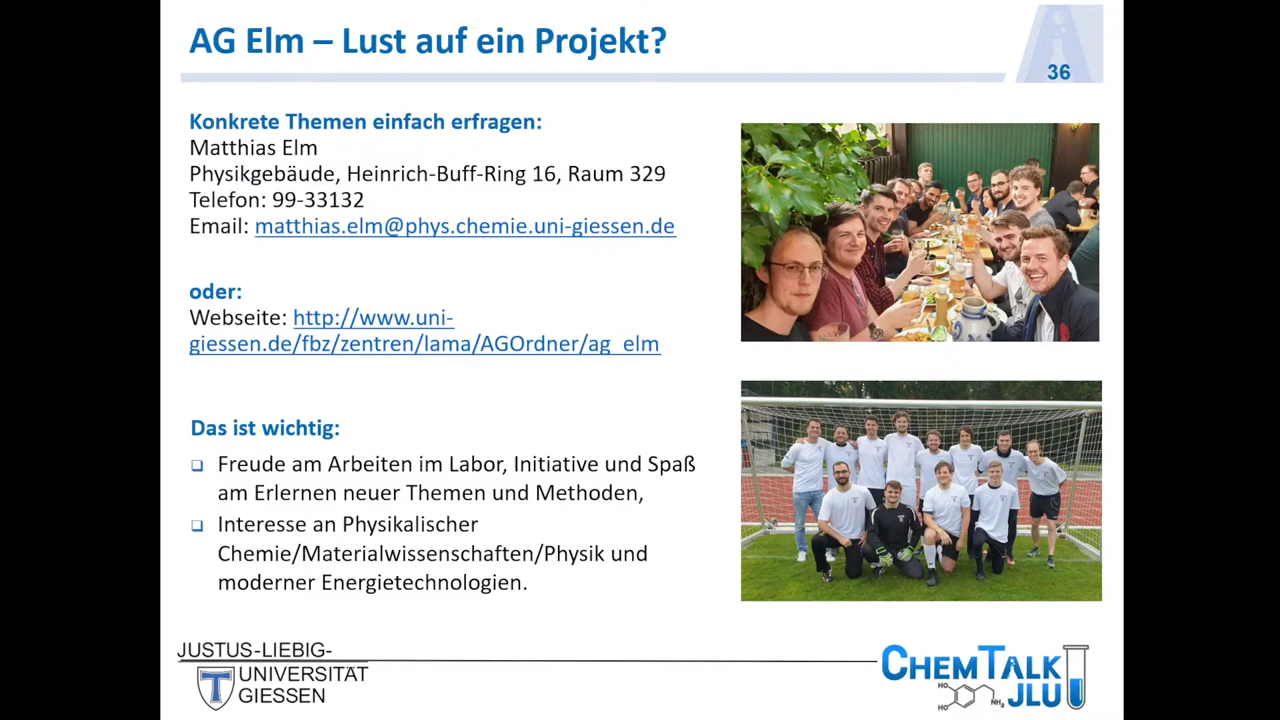 AG Elm – Lust auf ein Projekt?
36
Konkrete Themen einfach erfragen:
Matthias Elm
Physikgebäude, Heinrich-Buff-Ring 16, Raum 329
Telefon: 99-33132
Email: matthias.elm@phys.chemie.uni-giessen.de
oder:
Webseite: http://www.uni-
giessen.de/fbz/zentren/lama/AGOrdner/ag_elm
Das ist wichtig:
❑ Freude am Arbeiten im Labor, Initiative und Spaß
am Erlernen neuer Themen und Methoden,
❑ Interesse an Physikalischer
Chemie/Materialwissenschaften/Physik und
moderner Energietechnologien.
JUSTUS-LIEBIG-
UNIVERSITÄT
GIESSEN
CHEMTALK
JLU
HO
HO
NH2